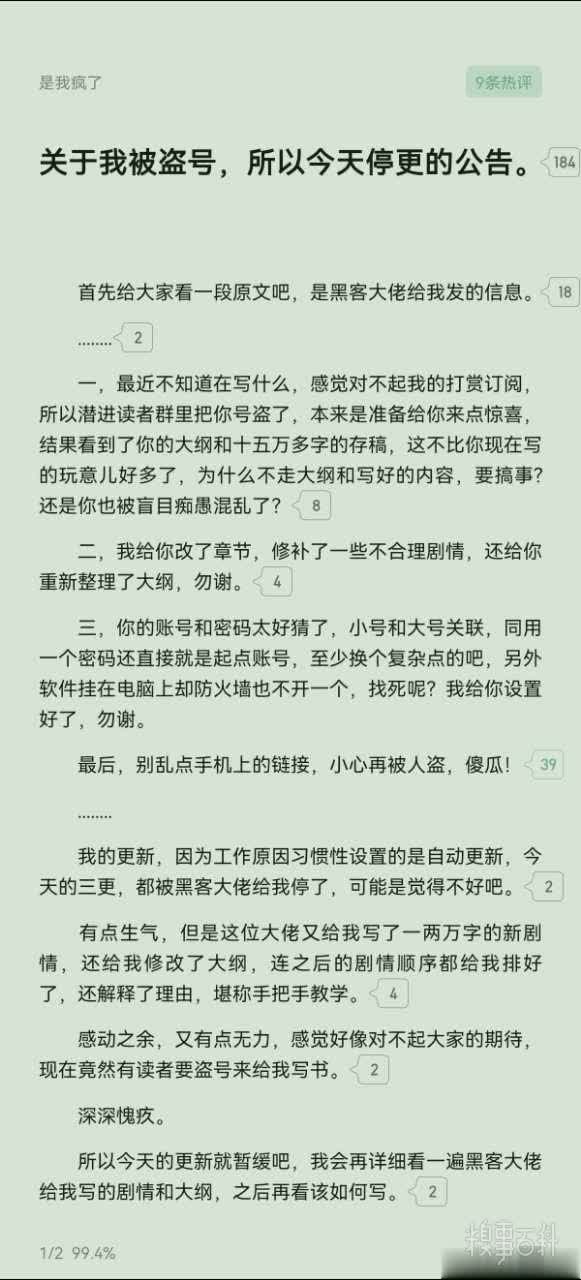 是我疯了
9条热评
关于我被盗号，所以今天停更的公告。 184
首先给大家看一段原文吧，是黑客大佬给我发的信息。 18
........ 2
一，最近不知道在写什么，感觉对不起我的打赏订阅，
所以潜进读者群里把你号盗了，本来是准备给你来点惊喜，
结果看到了你的大纲和十五万多字的存稿，这不比你现在写
的玩意儿好多了，为什么不走大纲和写好的内容，要搞事？
还是你也被盲目痴愚混乱了？ 8
二，我给你改了章节，修补了一些不合理剧情，还给你
重新整理了大纲，勿谢。 4
三，你的账号和密码太好猜了，小号和大号关联，同用
一个密码还直接就是起点账号，至少换个复杂点的吧，另外
软件挂在电脑上却防火墙也不开一个，找死呢？我给你设置
好了，勿谢。
最后，别乱点手机上的链接，小心再被人盗，傻瓜！ 39
........
我的更新，因为工作原因习惯性设置的是自动更新，今
天的三更，都被黑客大佬给我停了，可能是觉得不好吧。 2
有点生气，但是这位大佬又给我写了一两万字的新剧
情，还给我修改了大纲，连之后的剧情顺序都给我排好
了，还解释了理由，堪称手把手教学。 4
感动之余，又有点无力，感觉好像对不起大家的期待，
现在竟然有读者要盗号来给我写书。 2
深深愧疚。
所以今天的更新就暂缓吧，我会再详细看一遍黑客大佬
给我写的剧情和大纲，之后再看该如何写。 2
1/2 99.4%
糗事百科